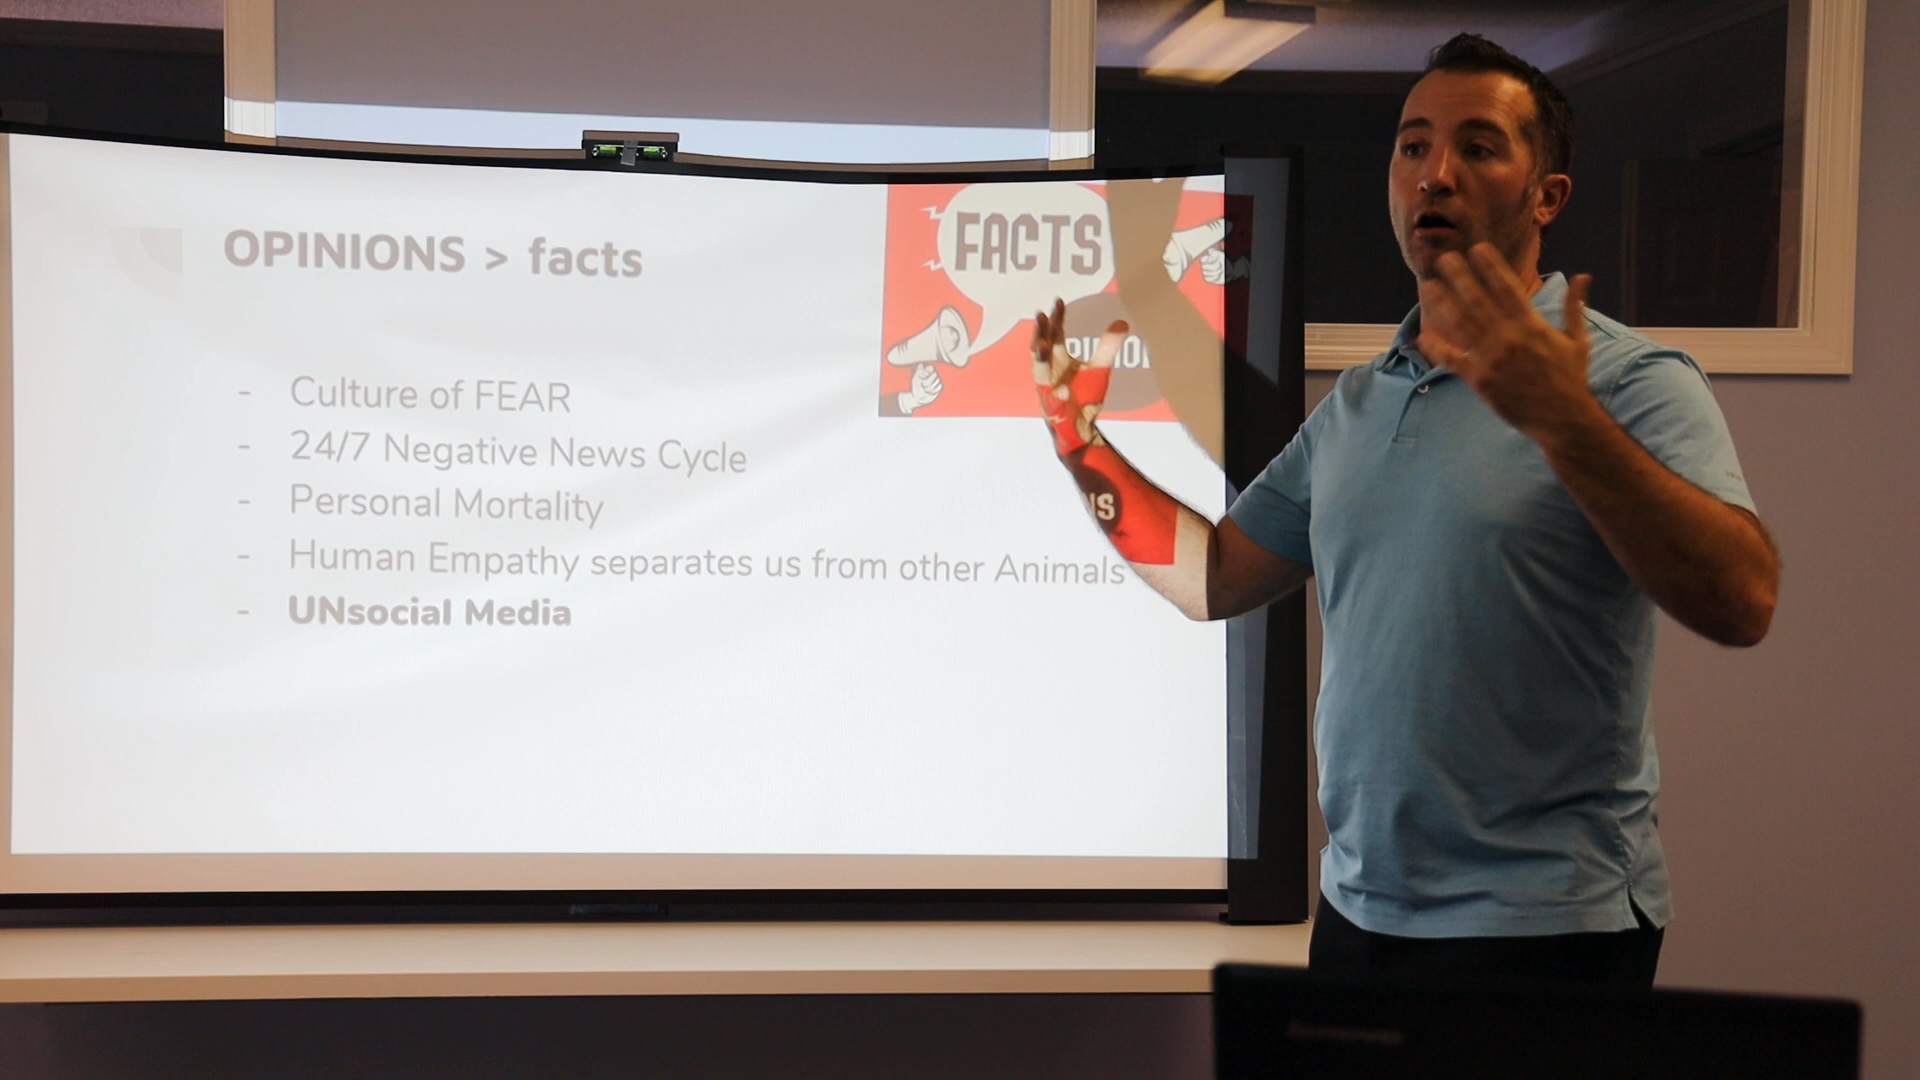 OPINIONS > facts
FACTS
- Culture of FEAR
- 24/7 Negative News Cycle
- Personal Mortality
- Human Empathy separates us from other Animals
- UNsocial Media